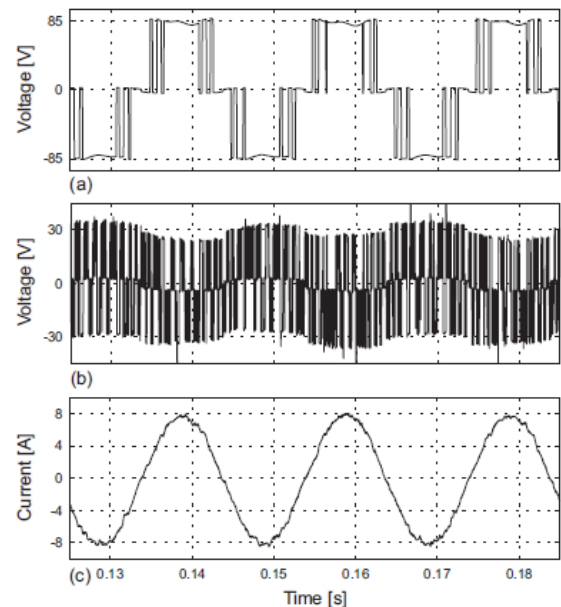 85
0
-85
Voltage [V]
(a)
30
0
-30
Voltage [V]
(b)
8
4
0
-4
-8
Current [A]
(c)
0.13 0.14 0.15 0.16 0.17 0.18
Time [s]